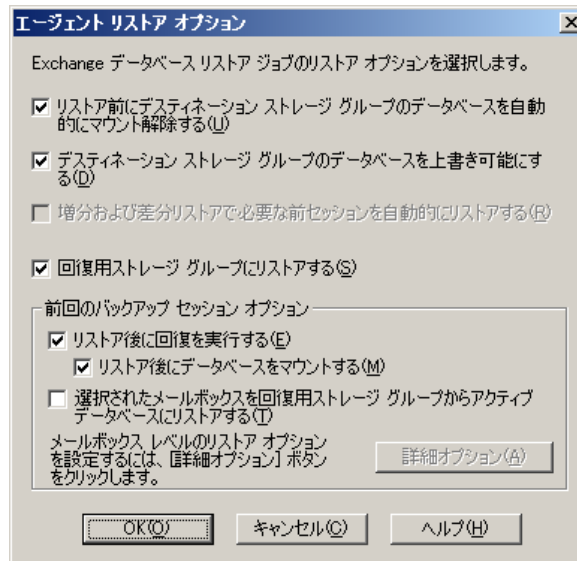 エージェント リストア オプション
Exchange データベース リストア ジョブのリストア オプションを選択します。
リストア前にデスティネーション ストレージ グループのデータベースを自動
的にマウント解除する(U)
デスティネーション ストレージ グループのデータベースを上書き可能にす
る(D)
増分および差分リストアで必要な前セッションを自動的にリストアする(R)
回復用ストレージ グループにリストアする(S)
前回のバックアップ セッション オプション
リストア後に回復を実行する(E)
リストア後にデータベースをマウントする(M)
選択されたメールボックスを回復用ストレージ グループからアクティブ
データベースにリストアする(T)
メールボックス レベルのリストア オプション
を設定するには、[詳細オプション] ボタン
をクリックします。
詳細オプション(A)
OK(O)
キャンセル(C)
ヘルプ(H)